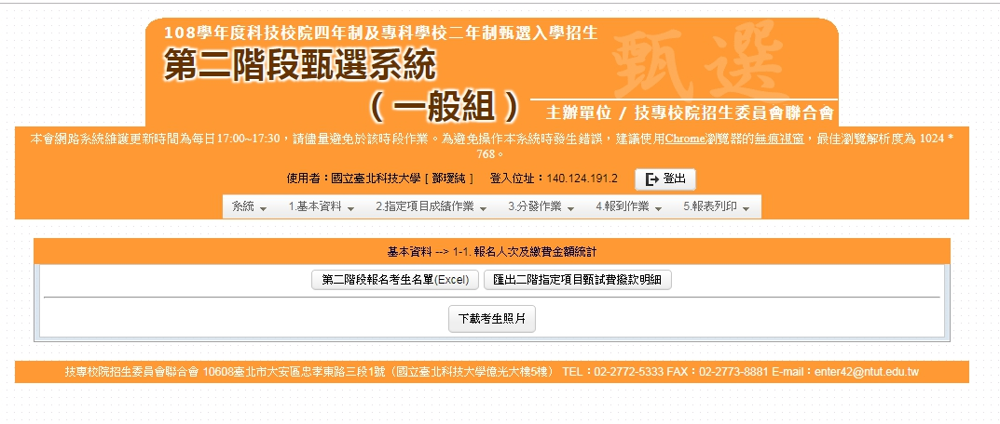 108學年度科技校院四年制及專科學校二年制甄選入學招生
甄選
第二階段甄選系統
（一般組）
主辦單位 / 技專校院招生委員會聯合會
本會網路系統維護更新時間為每日17:00~17:30，請儘量避免於該時段作業。為避免操作本系統時發生錯誤，建議使用Chrome瀏覽器的無痕視窗，最佳瀏覽解析度為 1024 *
768。
使用者：國立臺北科技大學 [ 鄧璦純 ] 登入位址：140.124.191.2 登出
系統 1.基本資料 2.指定項目成績作業 3.分發作業 4.報到作業 5.報表列印
基本資料 --> 1-1. 報名人次及繳費金額統計
第二階段報名考生名單(Excel) 匯出二階指定項目甄試費撥款明細
下載考生照片
技專校院招生委員會聯合會 10608臺北市大安區忠孝東路三段1號（國立臺北科技大學億光大樓5樓） TEL：02-2772-5333 FAX：02-2773-8881 E-mail：enter42@ntut.edu.tw